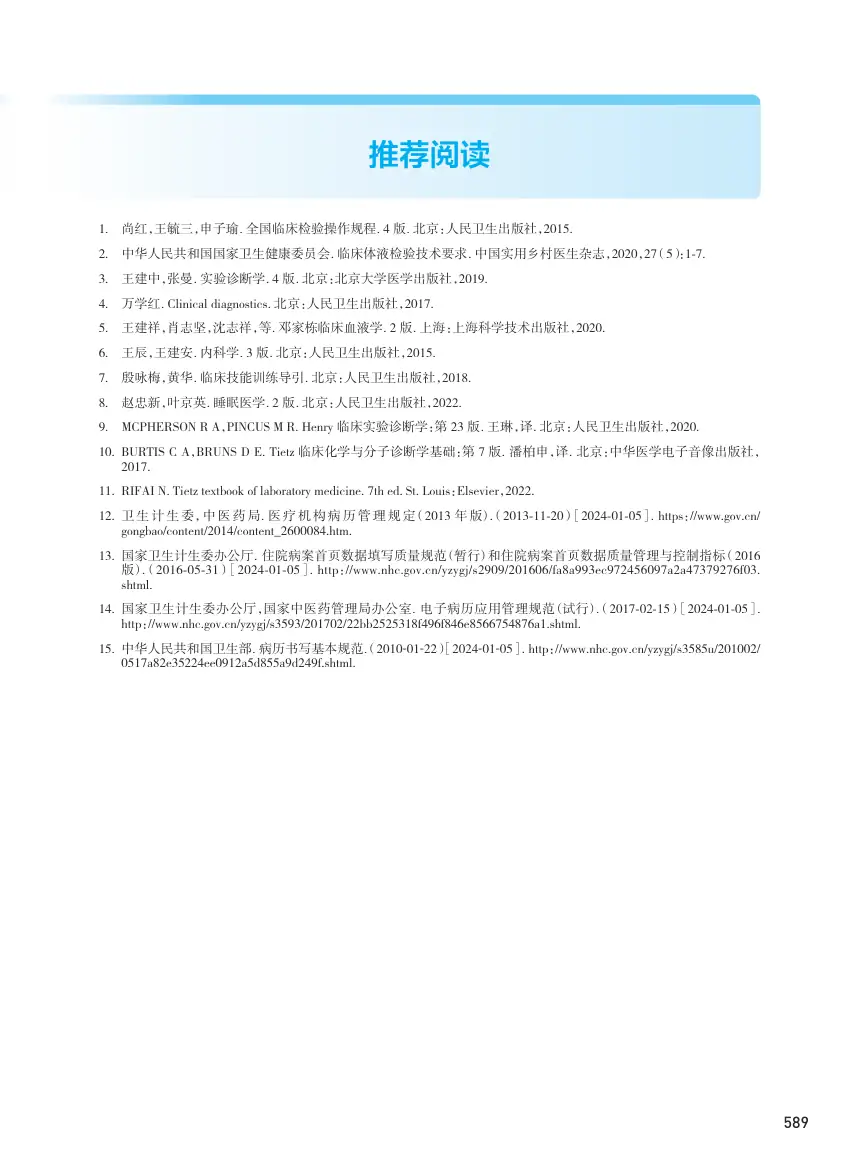 推荐阅读
1. 尚红,王毓三,申子瑜. 全国临床检验操作规程. 4 版. 北京:人民卫生出版社,2015.
2. 中华人民共和国国家卫生健康委员会. 临床体液检验技术要求. 中国实用乡村医生杂志,2020,27(5):1-7.
3. 王建中,张曼. 实验诊断学. 4 版. 北京:北京大学医学出版社,2019.
4. 万学红. Clinical diagnostics. 北京:人民卫生出版社,2017.
5. 王建祥,肖志坚,沈志祥,等. 邓家栋临床血液学. 2 版. 上海:上海科学技术出版社,2020.
6. 王辰,王建安. 内科学. 3 版. 北京:人民卫生出版社,2015.
7. 殷咏梅,黄华. 临床技能训练导引. 北京:人民卫生出版社,2018.
8. 赵忠新,叶京英. 睡眠医学. 2 版. 北京:人民卫生出版社,2022.
9. MCPHERSON R A,PINCUS M R. Henry 临床实验诊断学:第 23 版. 王琳,译. 北京:人民卫生出版社,2020.
10. BURTIS C A,BRUNS D E. Tietz 临床化学与分子诊断学基础:第 7 版. 潘柏申,译. 北京:中华医学电子音像出版社,
2017.
11. RIFAI N. Tietz textbook of laboratory medicine. 7th ed. St. Louis:Elsevier,2022.
12. 卫生计生委,中医药局. 医疗机构病历管理规定(2013 年版).(2013-11-20)[2024-01-05]. https://www.gov.cn/
gongbao/content/2014/content_2600084.htm.
13. 国家卫生计生委办公厅. 住院病案首页数据填写质量规范(暂行)和住院病案首页数据质量管理与控制指标(2016
版).(2016-05-31)[2024-01-05]. http://www.nhc.gov.cn/yzygj/s2909/201606/fa8a993ec972456097a2a47379276f03.
shtml.
14. 国家卫生计生委办公厅,国家中医药管理局办公室. 电子病历应用管理规范(试行).(2017-02-15)[2024-01-05].
http://www.nhc.gov.cn/yzygj/s3593/201702/22bb2525318f496f846e8566754876a1.shtml.
15. 中华人民共和国卫生部. 病历书写基本规范.(2010-01-22)[2024-01-05]. http://www.nhc.gov.cn/yzygj/s3585u/201002/
0517a82e35224ee0912a5d855a9d249f.shtml.
589